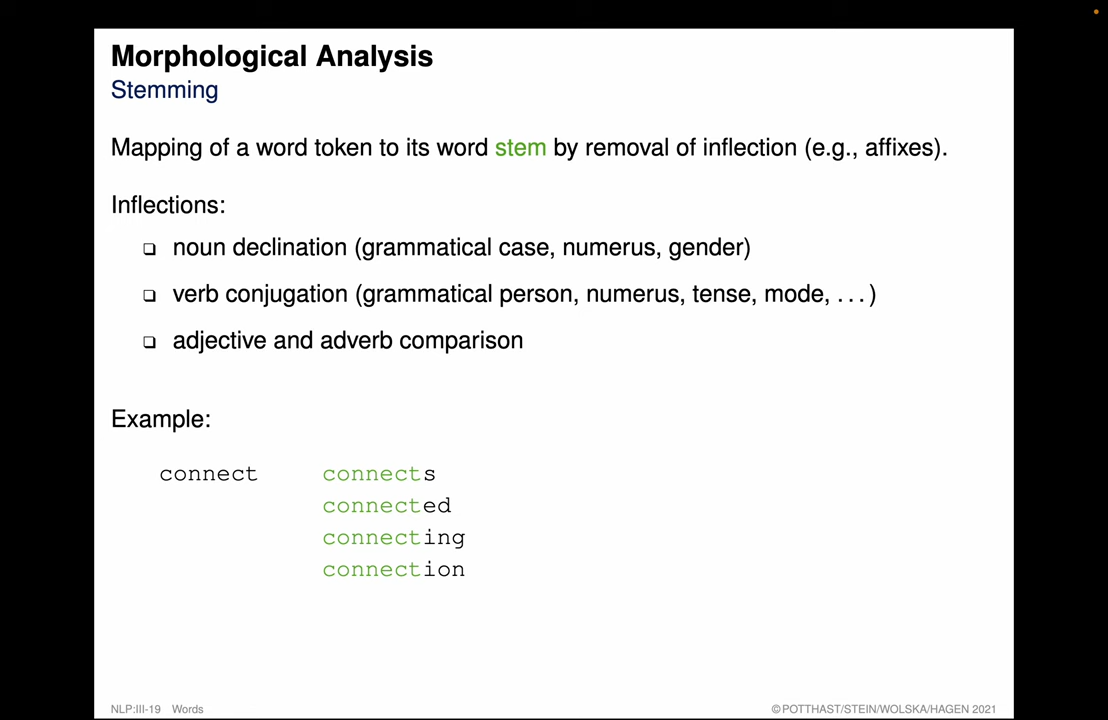 Morphological Analysis
Stemming
Mapping of a word token to its word stem by removal of inflection (e.g., affixes).
Inflections:
❑ noun declination (grammatical case, numerus, gender)
❑ verb conjugation (grammatical person, numerus, tense, mode, ...)
❑ adjective and adverb comparison
Example:
connect connects
connected
connecting
connection
NLP:III-19 Words ©POTTHAST/STEIN/WOLSKA/HAGEN 2021